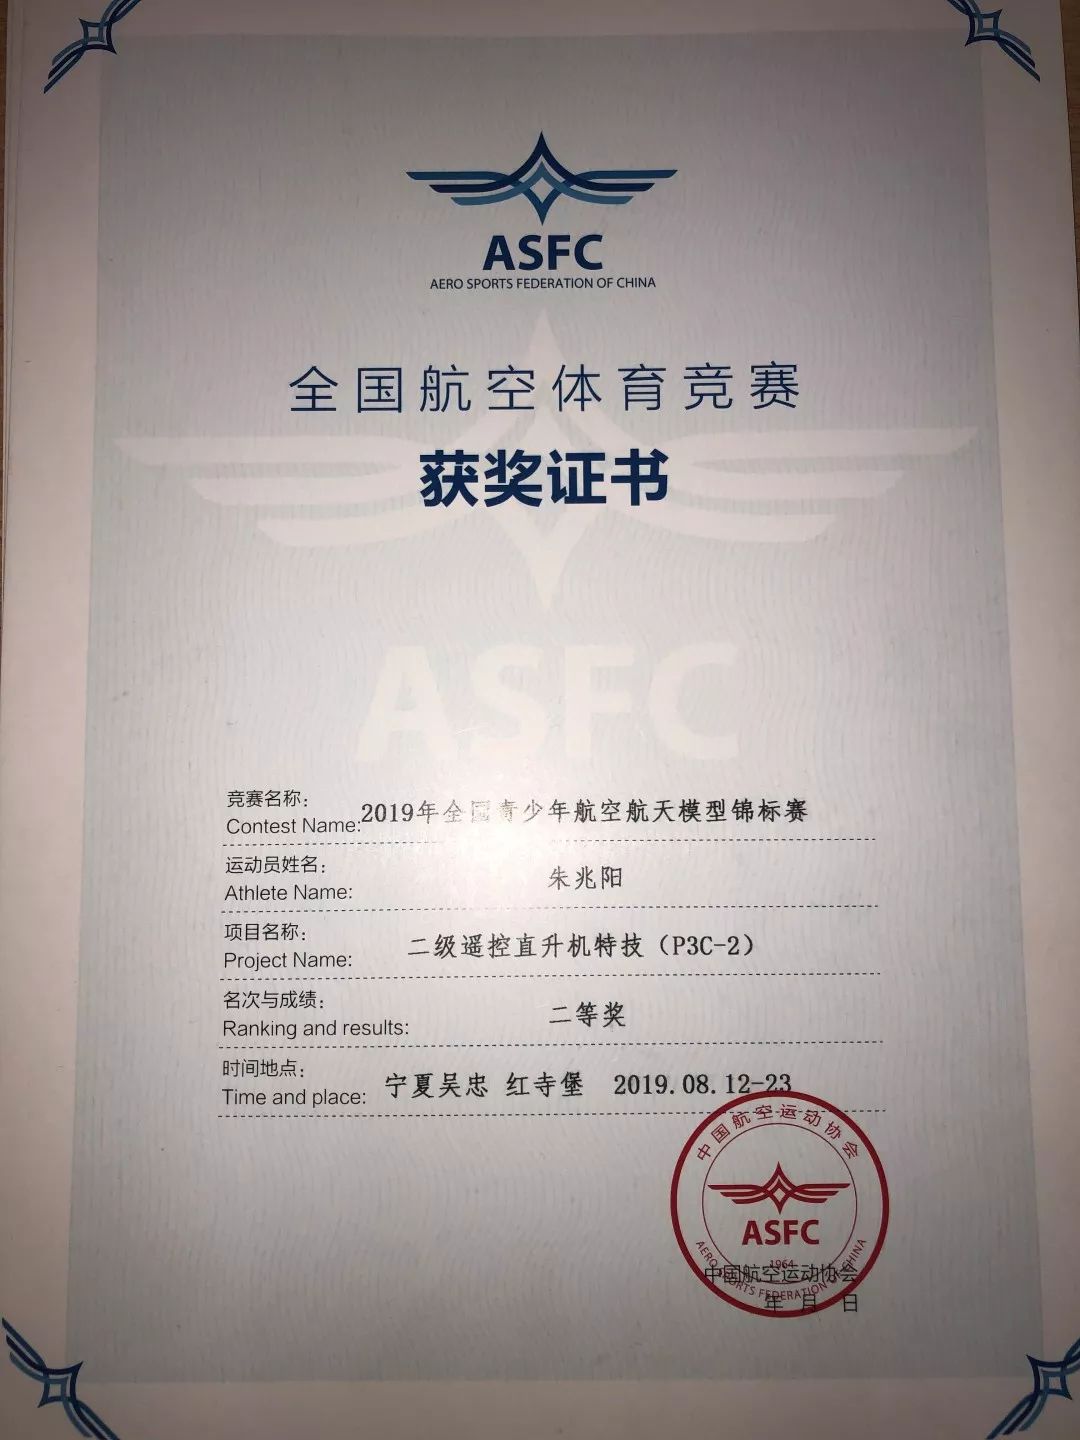 ASFC
AERO SPORTS FEDERATION OF CHINA
全国航空体育竞赛
获奖证书
ASFC
竞赛名称:
Contest Name: 2019年全国青少年航空航天模型锦标赛
运动员姓名:
Athlete Name: 朱兆阳
项目名称:
Project Name: 二级遥控直升机特技（P3C-2）
名次与成绩:
Ranking and results: 二等奖
时间地点:
Time and place: 宁夏吴忠 红寺堡 2019.08.12-23
中国航空运动协会
ASFC
1964
AERO SPORTS FEDERATION OF CHINA
中国航空运动协会
年 月 日